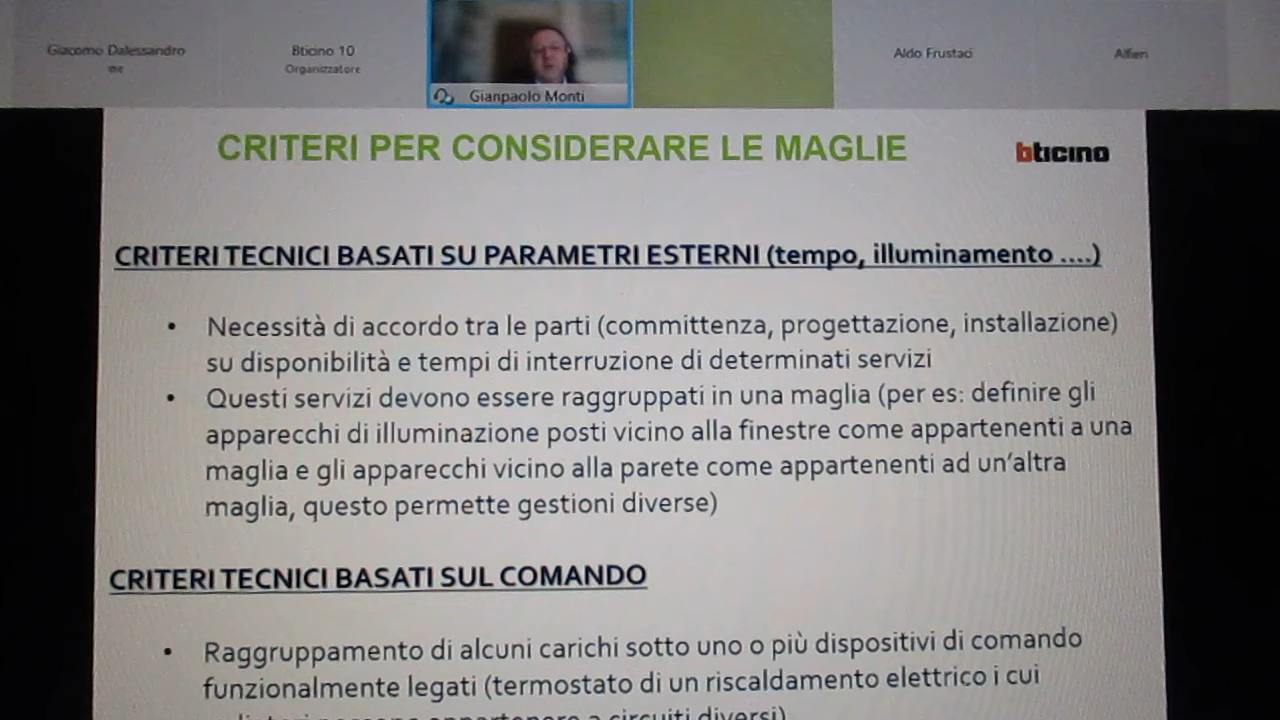 Giacomo Dalessandro
me
Bticino 10
Organizzatore
Gianpaolo Monti
Aldo Frustaci
Alfieri
CRITERI PER CONSIDERARE LE MAGLIE
bticino
CRITERI TECNICI BASATI SU PARAMETRI ESTERNI (tempo, illuminamento ....)
• Necessità di accordo tra le parti (committenza, progettazione, installazione)
su disponibilità e tempi di interruzione di determinati servizi
• Questi servizi devono essere raggruppati in una maglia (per es: definire gli
apparecchi di illuminazione posti vicino alla finestre come appartenenti a una
maglia e gli apparecchi vicino alla parete come appartenenti ad un'altra
maglia, questo permette gestioni diverse)
CRITERI TECNICI BASATI SUL COMANDO
• Raggruppamento di alcuni carichi sotto uno o più dispositivi di comando
funzionalmente legati (termostato di un riscaldamento elettrico i cui
possono appartenere a circuiti diversi)